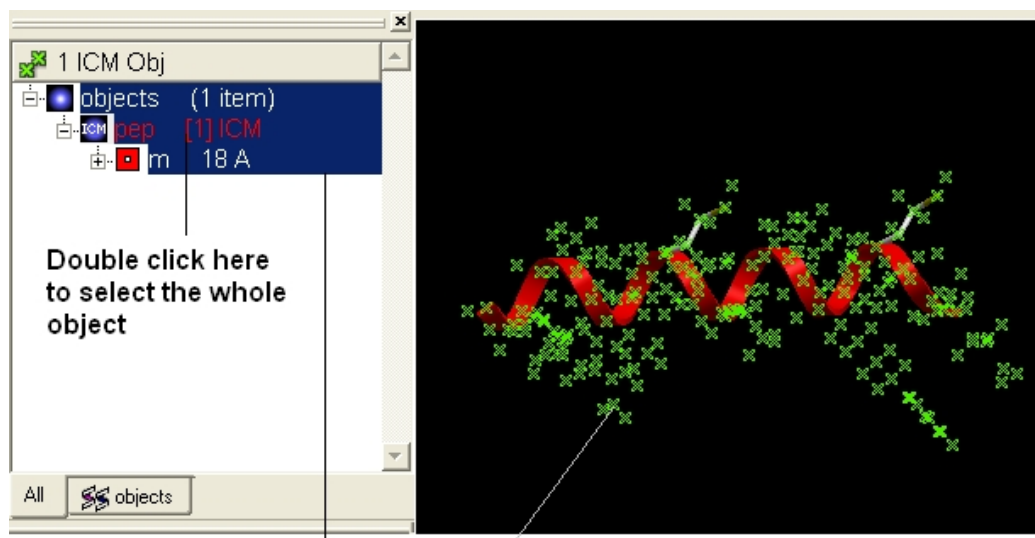 1 ICM Obj
objects (1 item)
ICM pep [1] ICM
m 18 A
Double click here
to select the whole
object
All objects